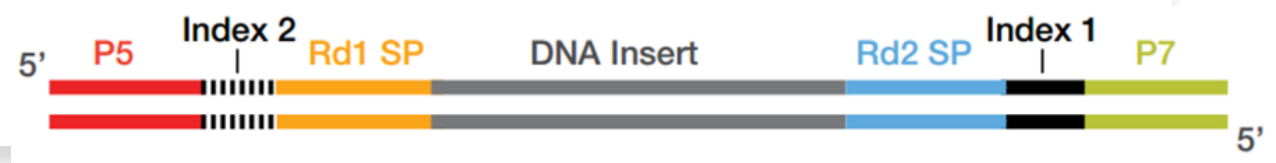 5’ P5 Index 2 Rd1 SP DNA Insert Rd2 SP Index 1 P7
5’